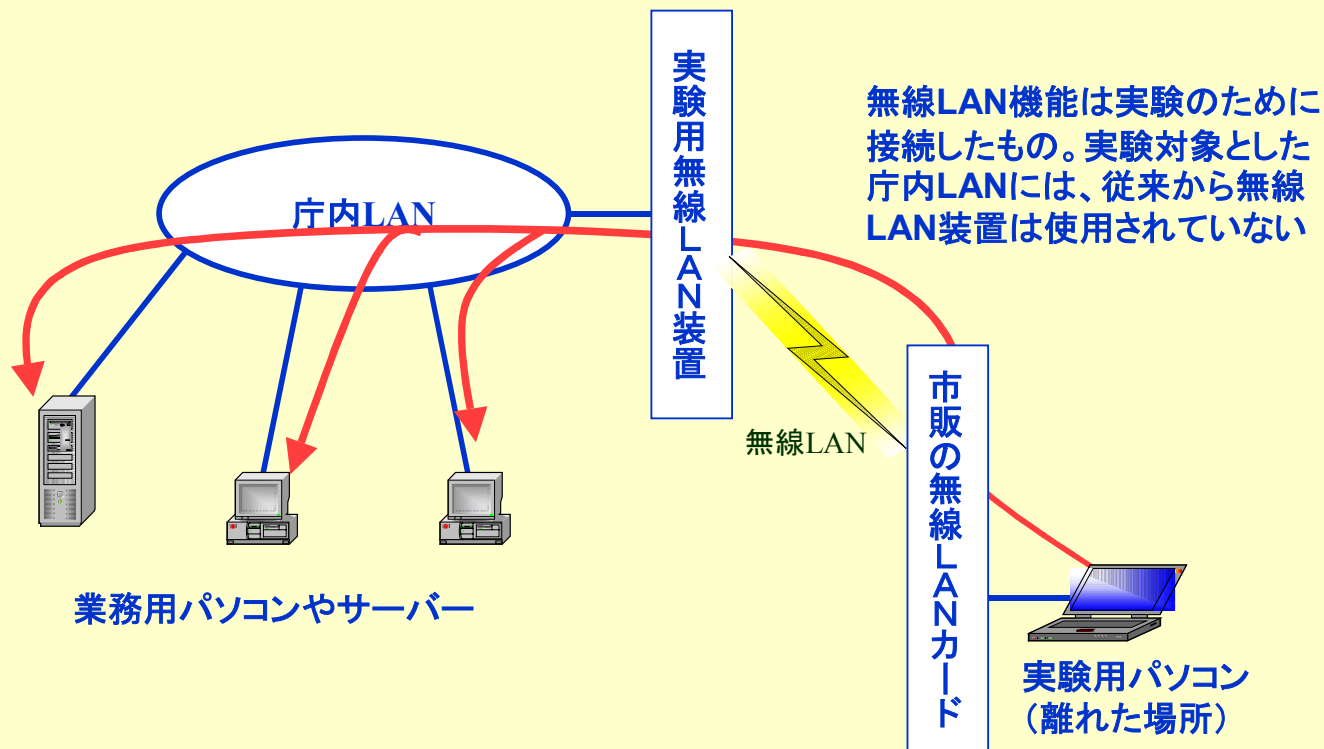 実験用無線LAN装置
無線LAN機能は実験のために
接続したもの。実験対象とした
庁内LANには、従来から無線
LAN装置は使用されていない
庁内LAN
無線LAN
市販の無線LANカード
業務用パソコンやサーバー
実験用パソコン
（離れた場所）